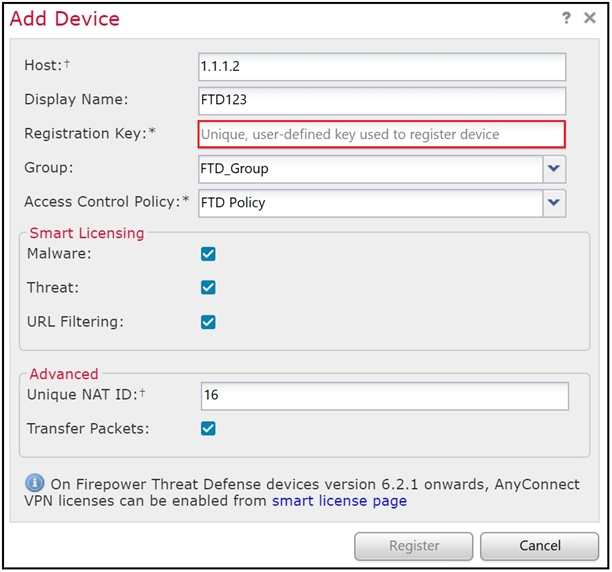 Add Device ? ×
Host:† 1.1.1.2
Display Name: FTD123
Registration Key:* Unique, user-defined key used to register device
Group: FTD_Group
Access Control Policy:* FTD Policy
Smart Licensing
Malware:
Threat:
URL Filtering:
Advanced
Unique NAT ID:† 16
Transfer Packets:
On Firepower Threat Defense devices version 6.2.1 onwards, AnyConnect
VPN licenses can be enabled from smart license page
Register Cancel